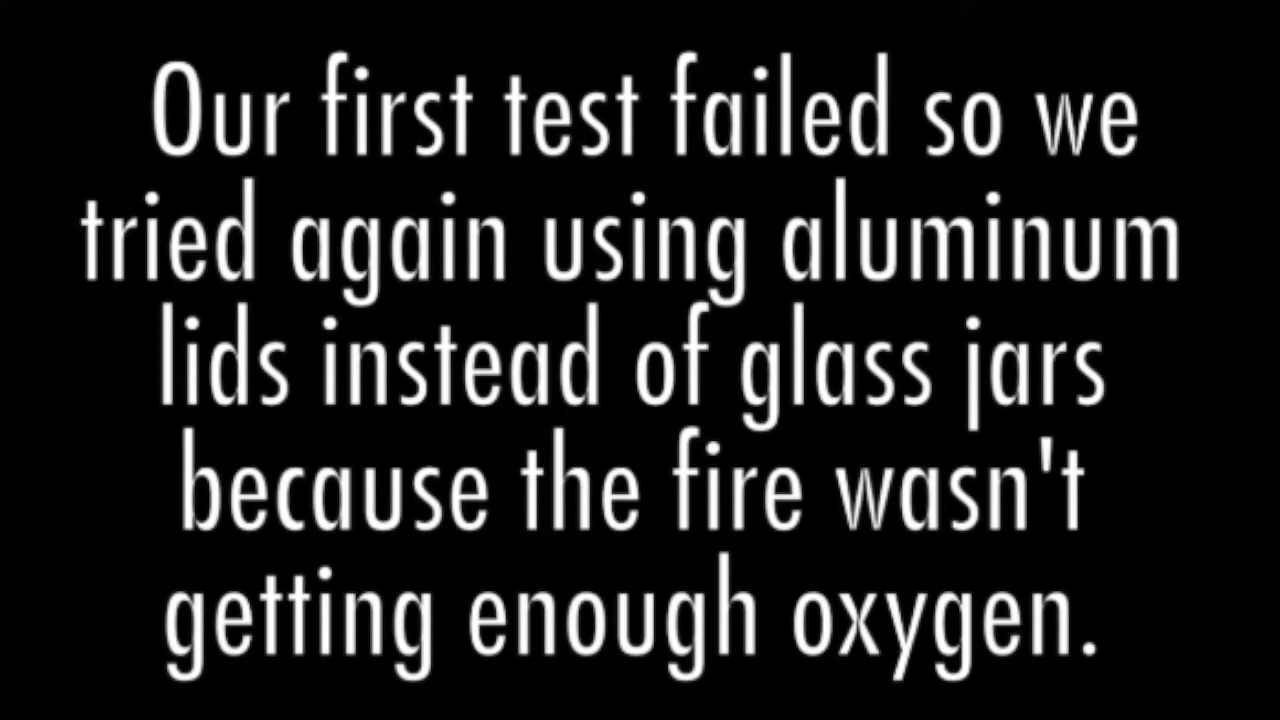 Our first test failed so we
tried again using aluminum
lids instead of glass jars
because the fire wasn't
getting enough oxygen.